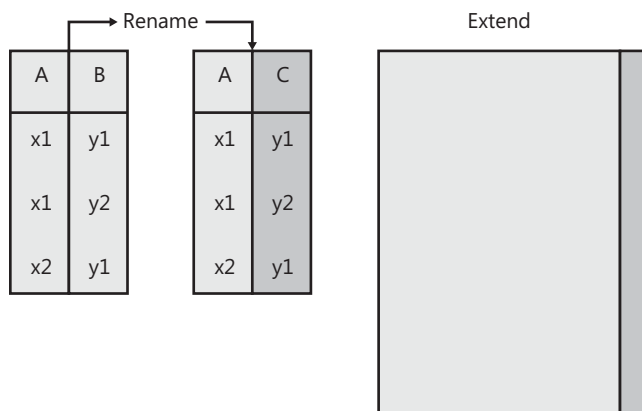 Rename
Extend
A B
x1 y1
x1 y2
x2 y1
A C
x1 y1
x1 y2
x2 y1